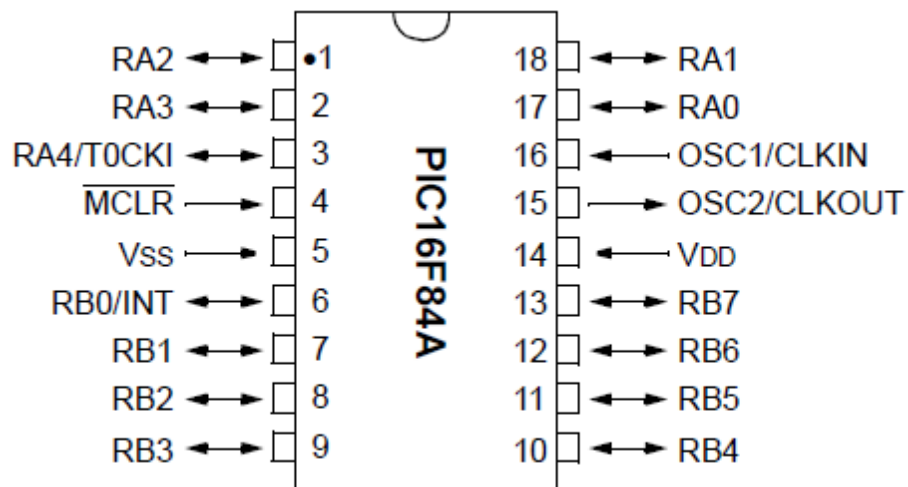 RA2 •1 18 RA1
RA3 2 17 RA0
RA4/T0CKI 3 16 OSC1/CLKIN
MCLR 4 15 OSC2/CLKOUT
VSS 5 14 VDD
RB0/INT 6 13 RB7
RB1 7 12 RB6
RB2 8 11 RB5
RB3 9 10 RB4
PIC16F84A